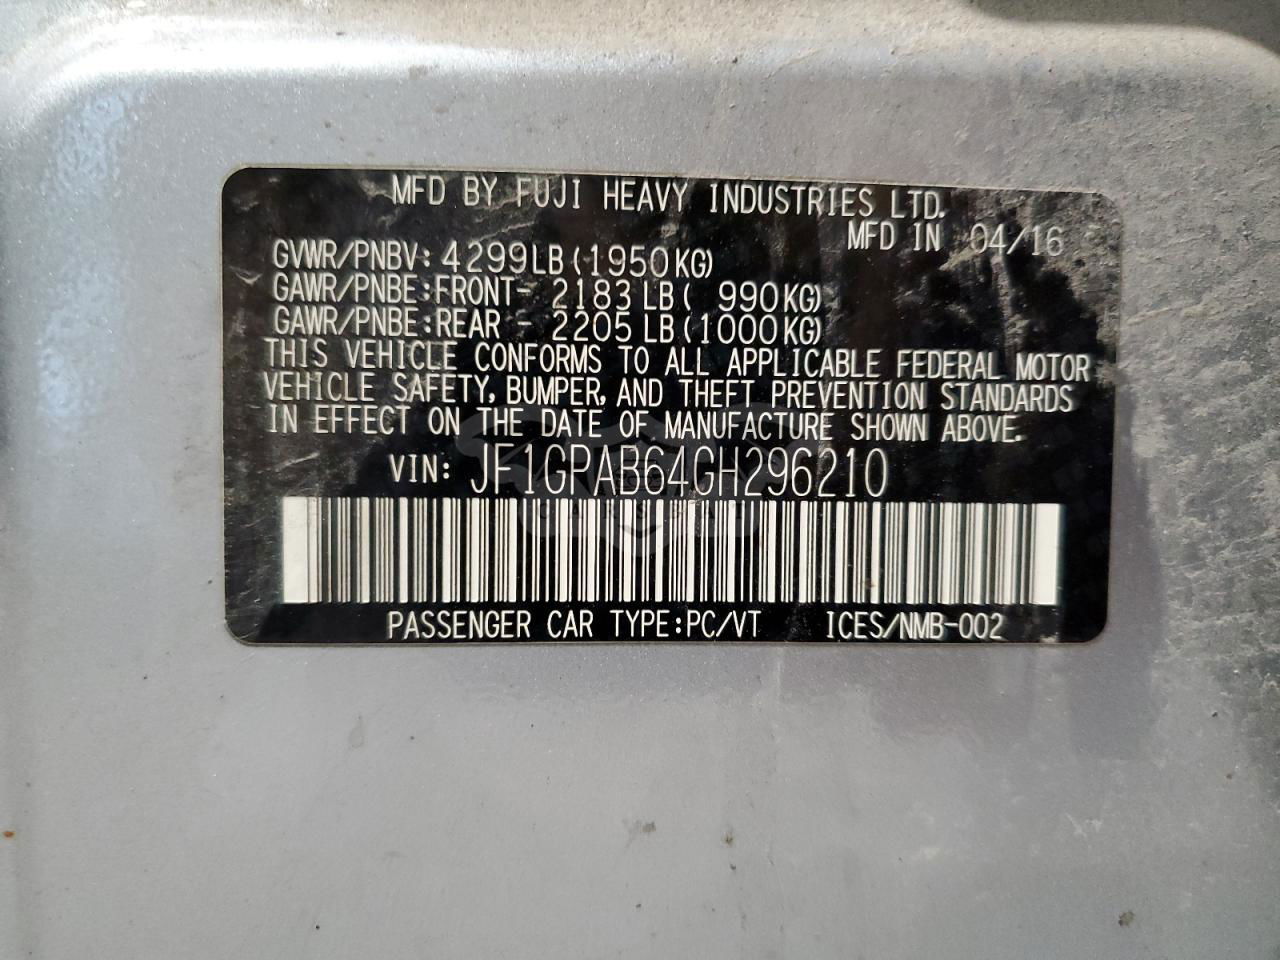 MFD BY FUJI HEAVY INDUSTRIES LTD.
MFD IN 04/16
GVWR/PNBV: 4299LB (1950KG)
GAWR/PNBE:FRONT- 2183 LB ( 990KG)
GAWR/PNBE:REAR - 2205 LB (1000KG)
THIS VEHICLE CONFORMS TO ALL APPLICABLE FEDERAL MOTOR
VEHICLE SAFETY, BUMPER, AND THEFT PREVENTION STANDARDS
IN EFFECT ON THE DATE OF MANUFACTURE SHOWN ABOVE.
VIN: JF1GPAB64GH296210
PASSENGER CAR TYPE:PC/VT ICES/NMB-002